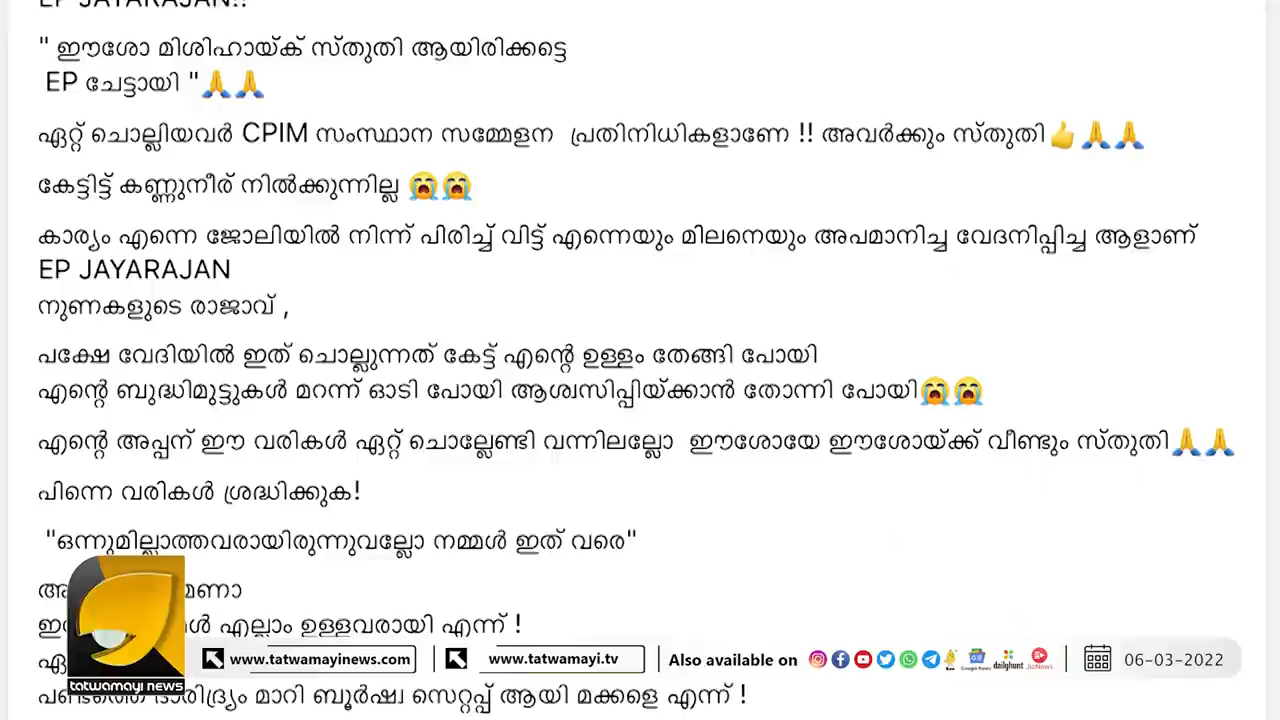 EP JAYARAJAN!!
" ഈശോ മിശിഹായ്ക് സ്തുതി ആയിരിക്കട്ടെ
EP ചേട്ടായി "🙏🙏
ഏറ്റ് ചൊല്ലിയവർ CPIM സംസ്ഥാന സമ്മേളന പ്രതിനിധികളാണേ !! അവർക്കും സ്തുതി👍🙏🙏
കേട്ടിട്ട് കണ്ണുനീര് നിൽക്കുന്നില്ല 😭😭
കാര്യം എന്നെ ജോലിയിൽ നിന്ന് പിരിച്ച് വിട്ട് എന്നെയും മിലനെയും അപമാനിച്ച വേദനിപ്പിച്ച ആളാണ്
EP JAYARAJAN
നുണകളുടെ രാജാവ് ,
പക്ഷേ വേദിയിൽ ഇത് ചൊല്ലുന്നത് കേട്ട് എന്റെ ഉള്ളം തേങ്ങി പോയി
എന്റെ ബുദ്ധിമുട്ടുകൾ മറന്ന് ഓടി പോയി ആശ്വസിപ്പിയ്ക്കാൻ തോന്നി പോയി😭😭
എന്റെ അപ്പന് ഈ വരികൾ ഏറ്റ് ചൊല്ലേണ്ടി വന്നിലല്ലോ ഈശോയേ ഈശോയ്ക്ക് വീണ്ടും സ്തുതി🙏🙏
പിന്നെ വരികൾ ശ്രദ്ധിക്കുക!
"ഒന്നുമില്ലാത്തവരായിരുന്നുവല്ലോ നമ്മൾ ഇത് വരെ"
എല്ലാം ഉള്ളവരായി എന്ന് !
ദാരിദ്ര്യം മാറി ബൂർഷ്വ സെറ്റപ്പ് ആയി മക്കളെ എന്ന് !
tatwamayi news
www.tatwamayinews.com
www.tatwamayi.tv
Also available on
Google News
dailyhunt
JioNews
06-03-2022